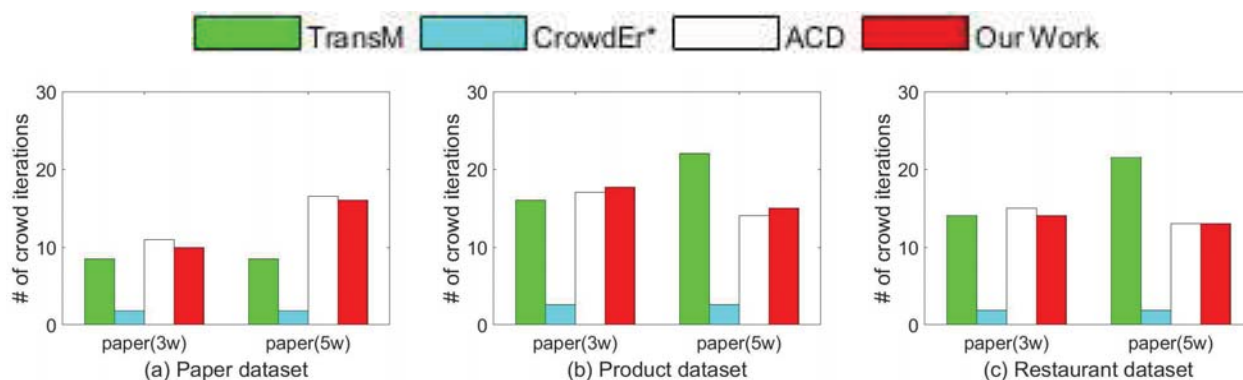 TransM CrowdEr* ACD Our Work
# of crowd iterations
30
20
10
0
paper(3w) paper(5w)
(a) Paper dataset
# of crowd iterations
30
20
10
0
paper(3w) paper(5w)
(b) Product dataset
# of crowd iterations
30
20
10
0
paper(3w) paper(5w)
(c) Restaurant dataset